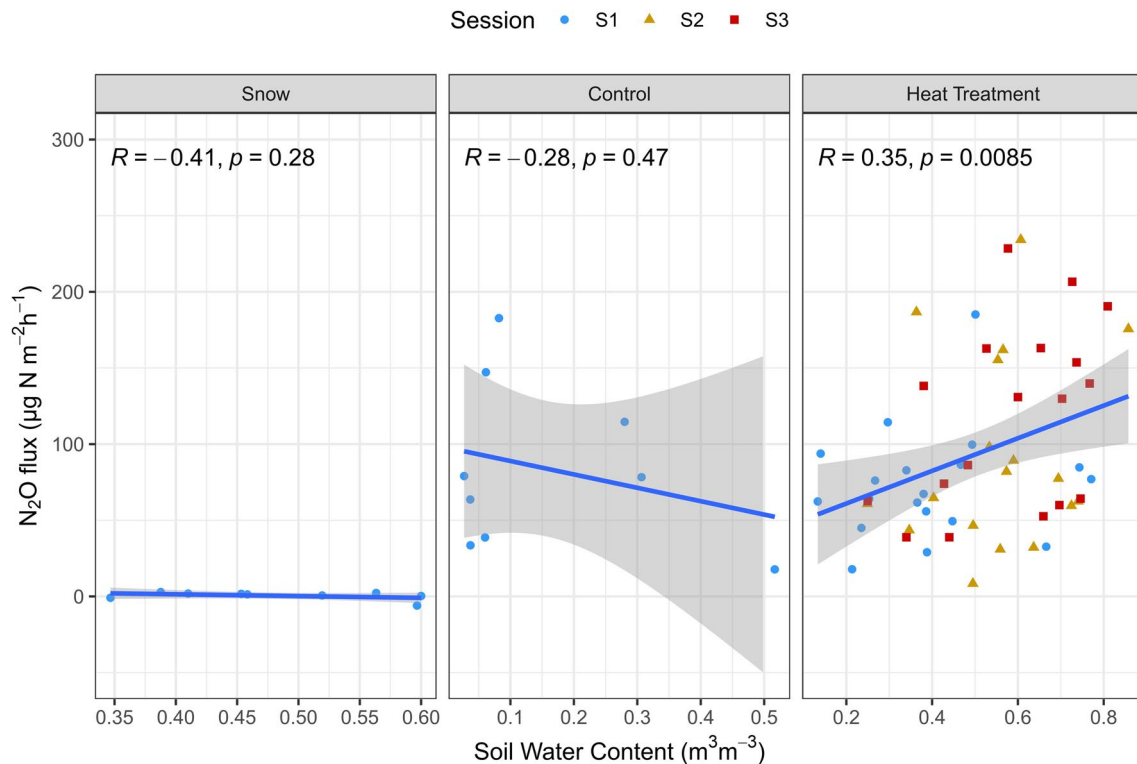 Session S1 S2 S3
Snow Control Heat Treatment
R = −0.41, p = 0.28 R = −0.28, p = 0.47 R = 0.35, p = 0.0085
300
200
100
0
N₂O flux (µg N m⁻²h⁻¹)
0.35 0.40 0.45 0.50 0.55 0.60 0.1 0.2 0.3 0.4 0.5 0.2 0.4 0.6 0.8
Soil Water Content (m³m⁻³)